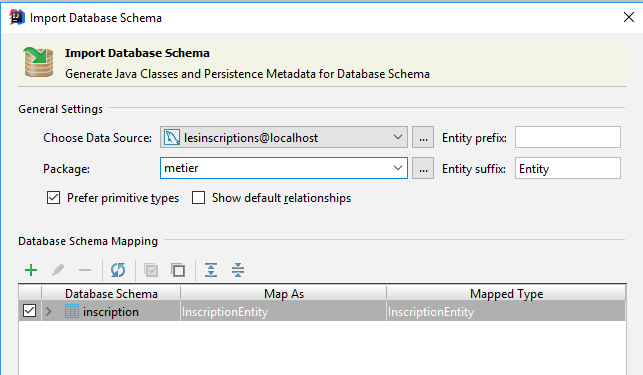 Import Database Schema
Import Database Schema
Generate Java Classes and Persistence Metadata for Database Schema
General Settings
Choose Data Source: lesinscriptions@localhost ... Entity prefix:
Package: metier ... Entity suffix: Entity
Prefer primitive types Show default relationships
Database Schema Mapping
Database Schema Map As Mapped Type
inscription InscriptionEntity InscriptionEntity